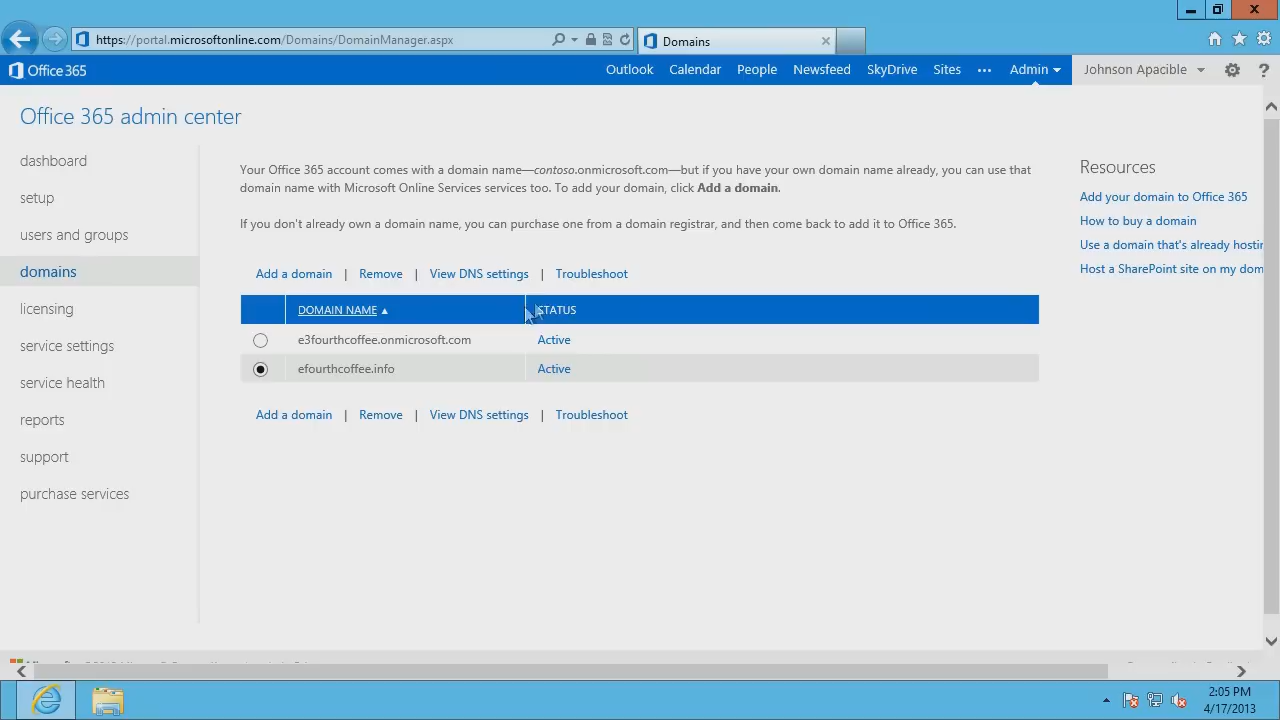 https://portal.microsoftonline.com/Domains/DomainManager.aspx
Domains
Office 365
Outlook Calendar People Newsfeed SkyDrive Sites ••• Admin Johnson Apacible ?
Office 365 admin center
dashboard
setup
users and groups
domains
licensing
service settings
service health
reports
support
purchase services
Your Office 365 account comes with a domain name—contoso.onmicrosoft.com—but if you have your own domain name already, you can use that
domain name with Microsoft Online Services services too. To add your domain, click Add a domain.
If you don't already own a domain name, you can purchase one from a domain registrar, and then come back to add it to Office 365.
Add a domain | Remove | View DNS settings | Troubleshoot
DOMAIN NAME ▲ STATUS
e3fourthcoffee.onmicrosoft.com Active
efourthcoffee.info Active
Add a domain | Remove | View DNS settings | Troubleshoot
Resources
Add your domain to Office 365
How to buy a domain
Use a domain that's already hostin
Host a SharePoint site on my dom
2:05 PM
4/17/2013